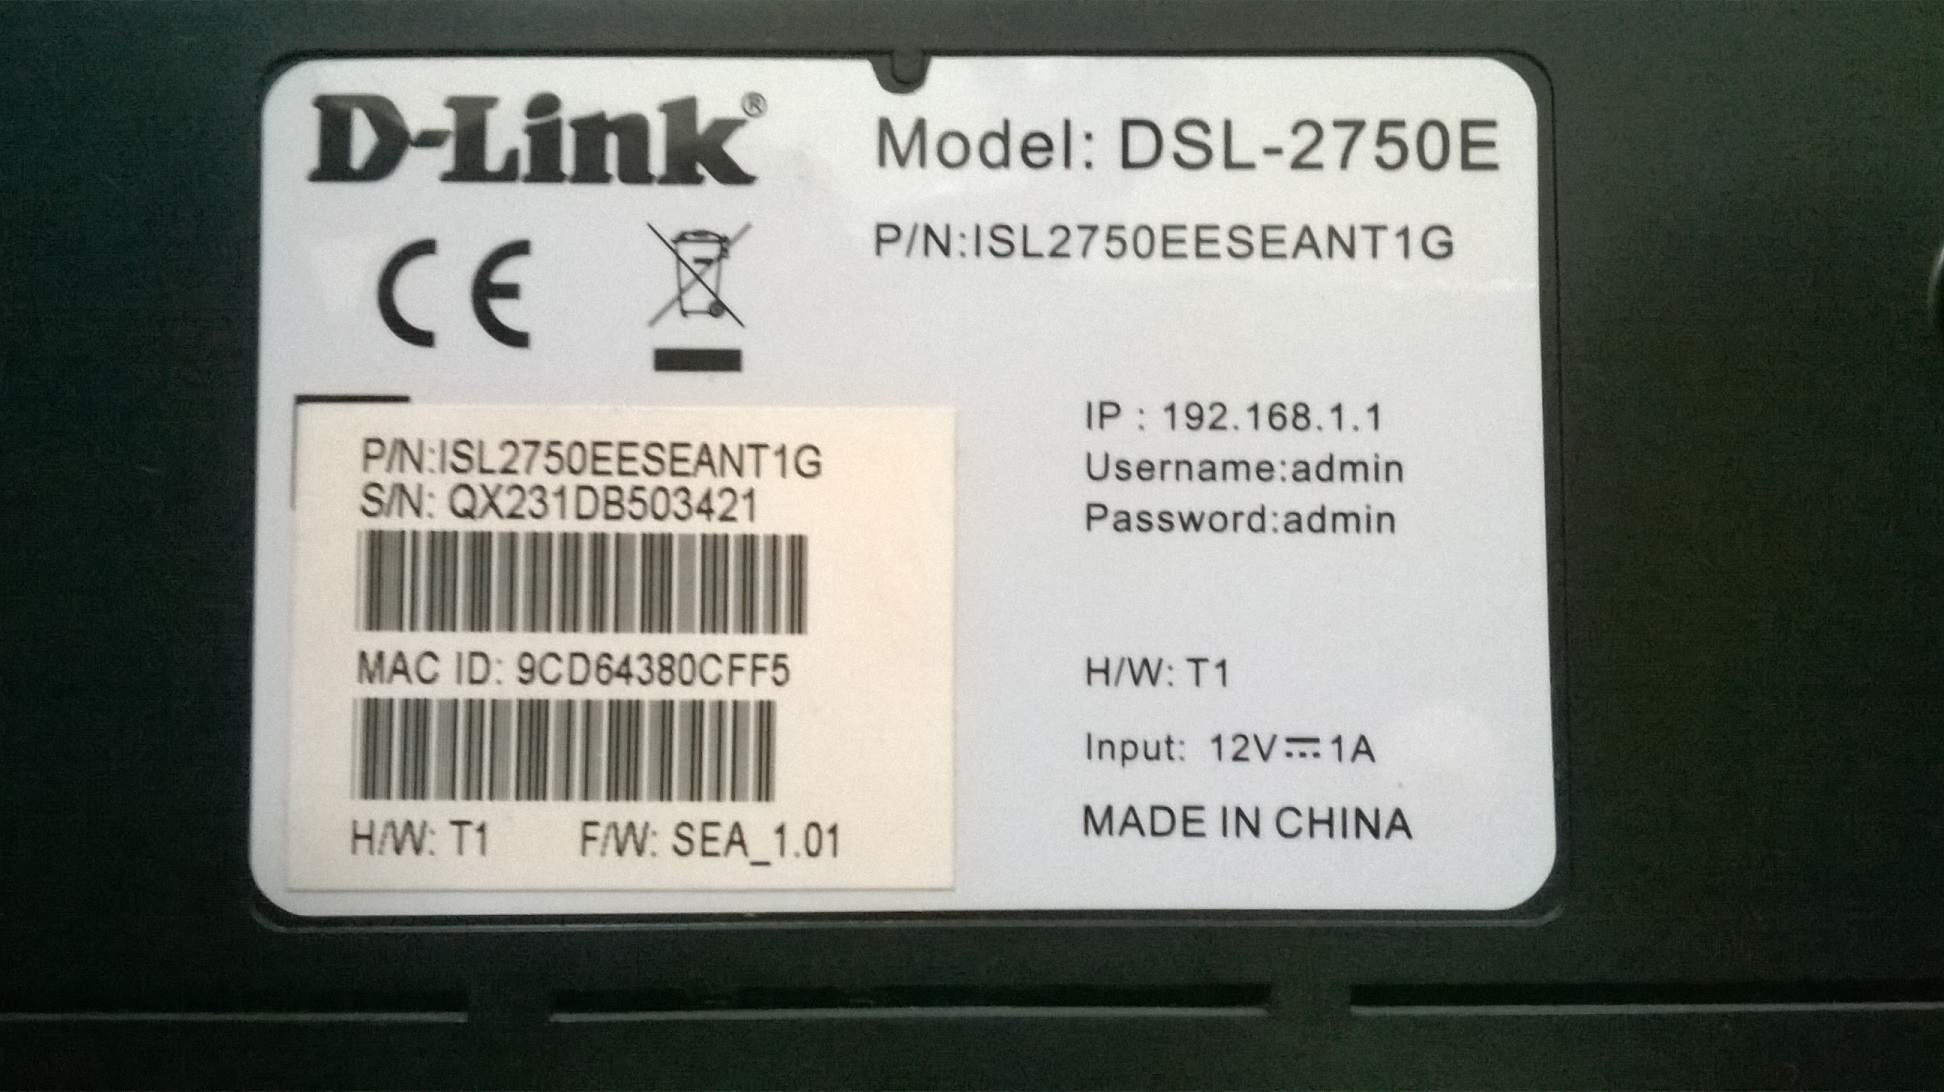 D-Link®
Model: DSL-2750E
P/N:ISL2750EESEANT1G
CE
P/N:ISL2750EESEANT1G
S/N: QX231DB503421
MAC ID: 9CD64380CFF5
H/W: T1 F/W: SEA_1.01
IP : 192.168.1.1
Username:admin
Password:admin
H/W: T1
Input: 12V⎓1A
MADE IN CHINA